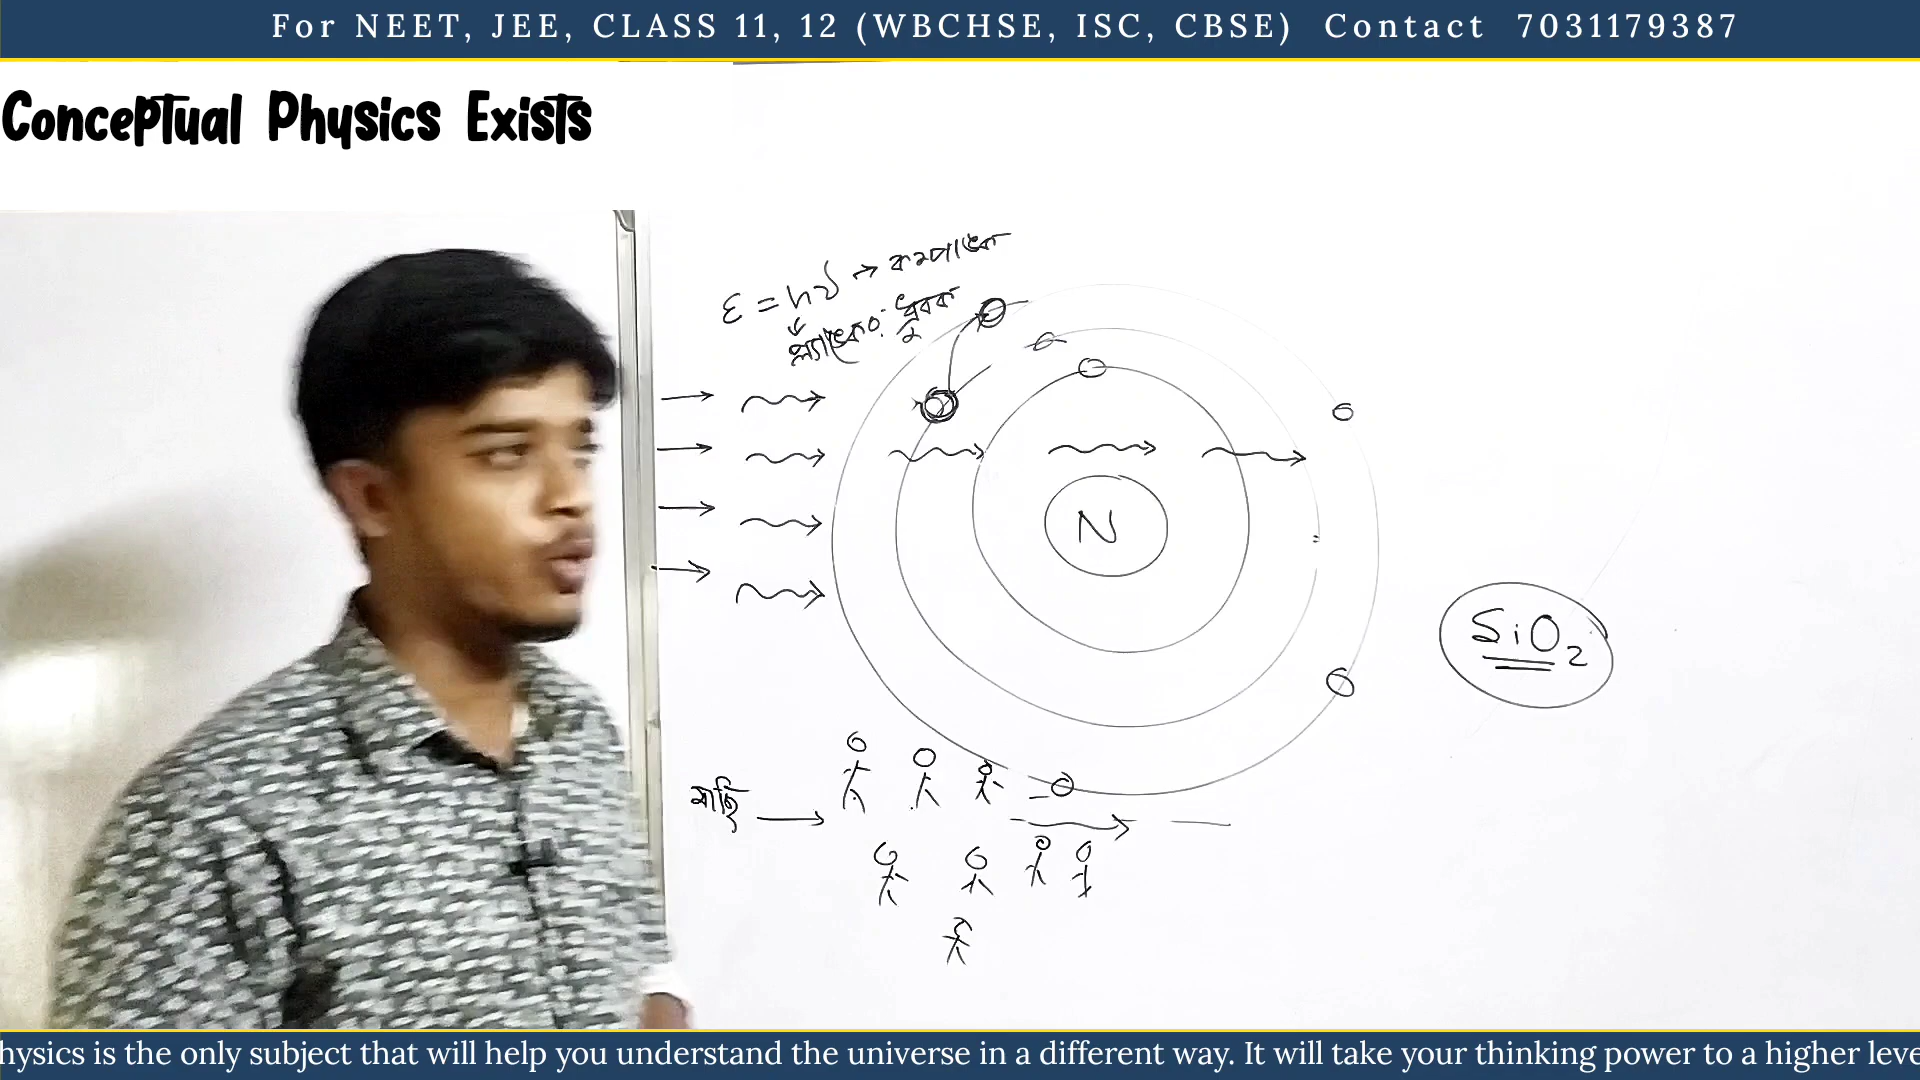 For NEET, JEE, CLASS 11, 12 (WBCHSE, ISC, CBSE) Contact 7031179387
Conceptual Physics Exists
ε = hν → কম্পাঙ্ক
প্ল্যাঙ্কের ধ্রুবক
N
SiO₂
মাছি
hysics is the only subject that will help you understand the universe in a different way. It will take your thinking power to a higher leve